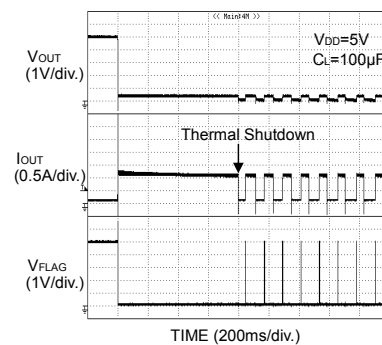 << Main:4M >>
VOUT
(1V/div.)
VDD=5V
CL=100µF
Thermal Shutdown
IOUT
(0.5A/div.)
VFLAG
(1V/div.)
TIME (200ms/div.)